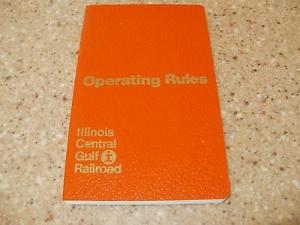 Operating Rules
Illinois
Central
Gulf
Railroad